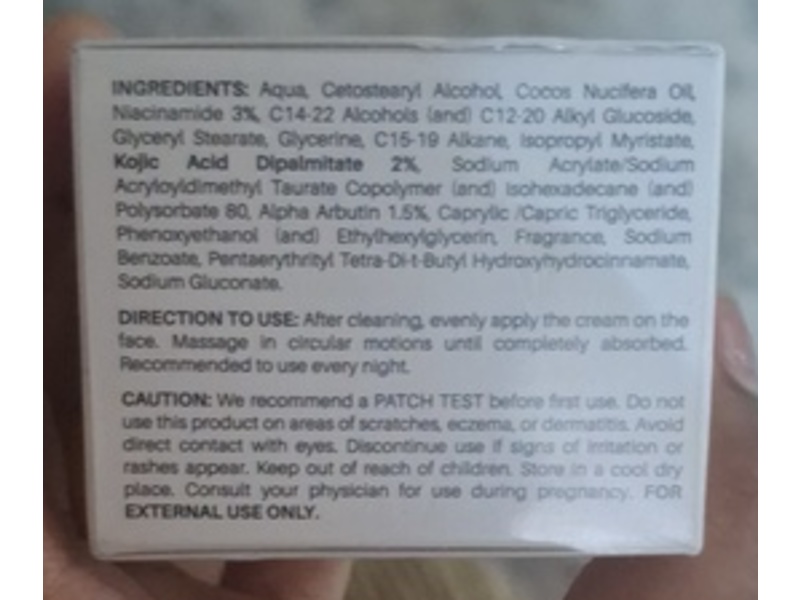 INGREDIENTS: Aqua, Cetostearyl Alcohol, Cocos Nucifera Oil,
Niacinamide 3%, C14-22 Alcohols (and) C12-20 Alkyl Glucoside,
Glyceryl Stearate, Glycerine, C15-19 Alkane, Isopropyl Myristate,
Kojic Acid Dipalmitate 2%, Sodium Acrylate/Sodium
Acryloyldimethyl Taurate Copolymer (and) Isohexadecane (and)
Polysorbate 80, Alpha Arbutin 1.5%, Caprylic /Capric Triglyceride,
Phenoxyethanol (and) Ethylhexylglycerin, Fragrance, Sodium
Benzoate, Pentaerythrityl Tetra-Di-t-Butyl Hydroxyhydrocinnamate,
Sodium Gluconate.
DIRECTION TO USE: After cleaning, evenly apply the cream on the
face. Massage in circular motions until completely absorbed.
Recommended to use every night.
CAUTION: We recommend a PATCH TEST before first use. Do not
use this product on areas of scratches, eczema, or dermatitis. Avoid
direct contact with eyes. Discontinue use if signs of irritation or
rashes appear. Keep out of reach of children. Store in a cool dry
place. Consult your physician for use during pregnancy. FOR
EXTERNAL USE ONLY.